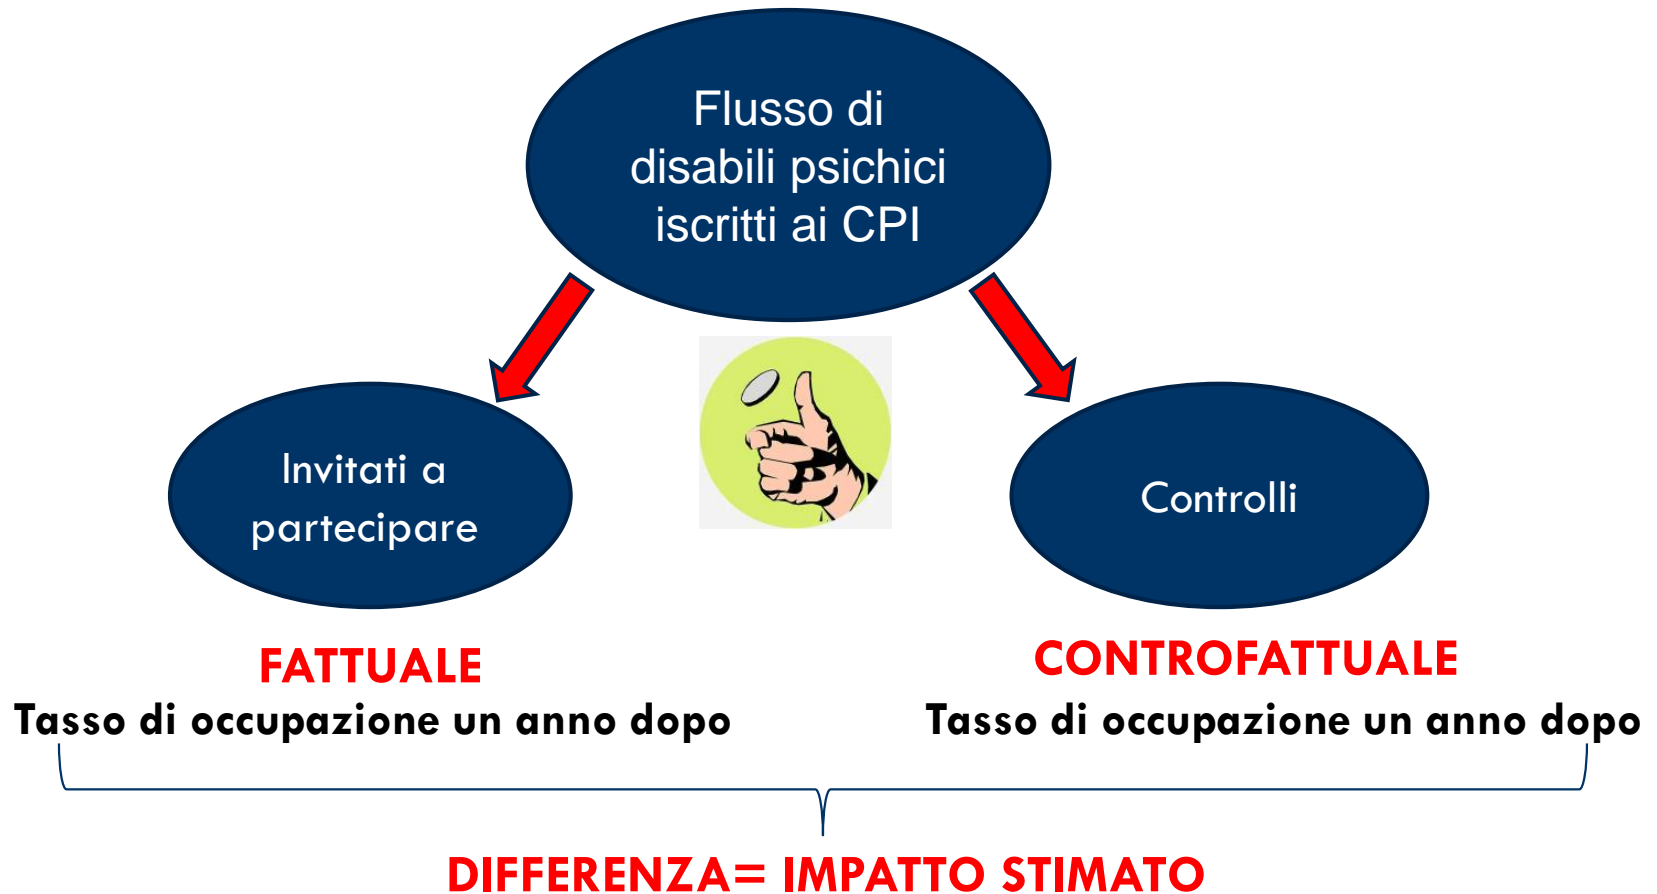 Flusso di
disabili psichici
iscritti ai CPI
Invitati a
partecipare
Controlli
FATTUALE
Tasso di occupazione un anno dopo
CONTROFATTUALE
Tasso di occupazione un anno dopo
DIFFERENZA= IMPATTO STIMATO